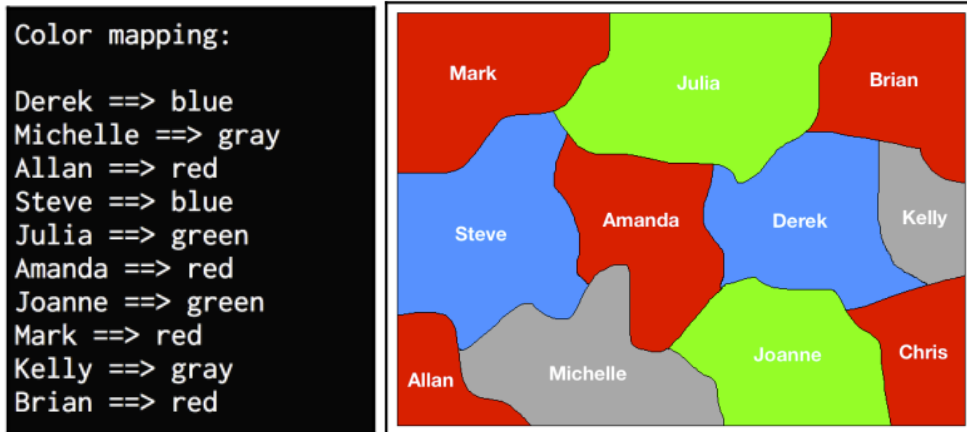 Color mapping:
Derek ==> blue
Michelle ==> gray
Allan ==> red
Steve ==> blue
Julia ==> green
Amanda ==> red
Joanne ==> green
Mark ==> red
Kelly ==> gray
Brian ==> red
Mark
Julia
Brian
Steve
Amanda
Derek
Kelly
Allan
Michelle
Joanne
Chris